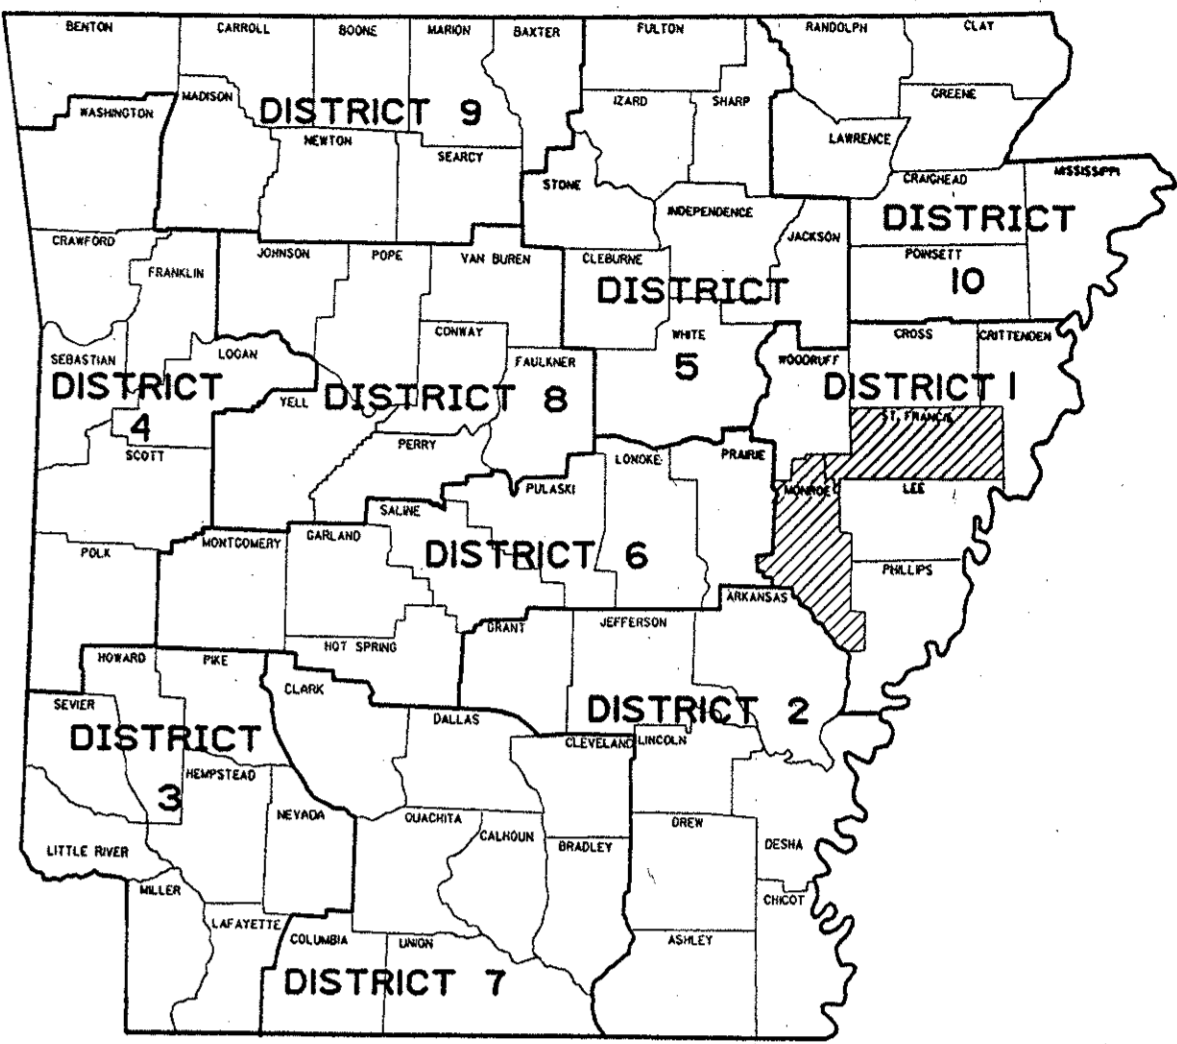 BENTON CARROLL BOONE MARION BAXTER FULTON RANDOLPH CLAY
MADISON IZARD SHARP GREENE
WASHINGTON DISTRICT 9
NEWTON LAWRENCE
SEARCY
STONE CRAIGHEAD MISSISSIPPI
INDEPENDENCE DISTRICT
CRAWFORD JOHNSON POPE VAN BUREN CLEBURNE JACKSON POINSETT
FRANKLIN 10
DISTRICT
CONWAY WHITE CROSS CRITTENDEN
SEBASTIAN LOGAN FAULKNER 5 WOODRUFF
DISTRICT DISTRICT 8 DISTRICT 1
YELL ST. FRANCIS
4
SCOTT PERRY LONOKE PRAIRIE
PULASKI MONROE LEE
SALINE
POLK MONTGOMERY GARLAND DISTRICT 6
PHILLIPS
ARKANSAS
GRANT JEFFERSON
HOT SPRING
HOWARD PIKE
CLARK
SEVIER DISTRICT 2
DALLAS
DISTRICT CLEVELAND LINCOLN
HEMPSTEAD
3
NEVADA OUACHITA DREW
CALHOUN
LITTLE RIVER BRADLEY DESHA
MILLER CHICOT
LAFAYETTE
COLUMBIA UNION ASHLEY
DISTRICT 7